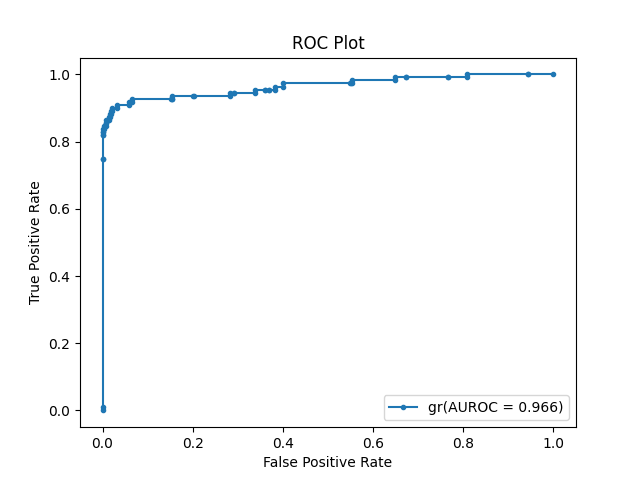 ROC Plot
True Positive Rate
1.0
0.8
0.6
0.4
0.2
0.0
gr(AUROC = 0.966)
0.0 0.2 0.4 0.6 0.8 1.0
False Positive Rate